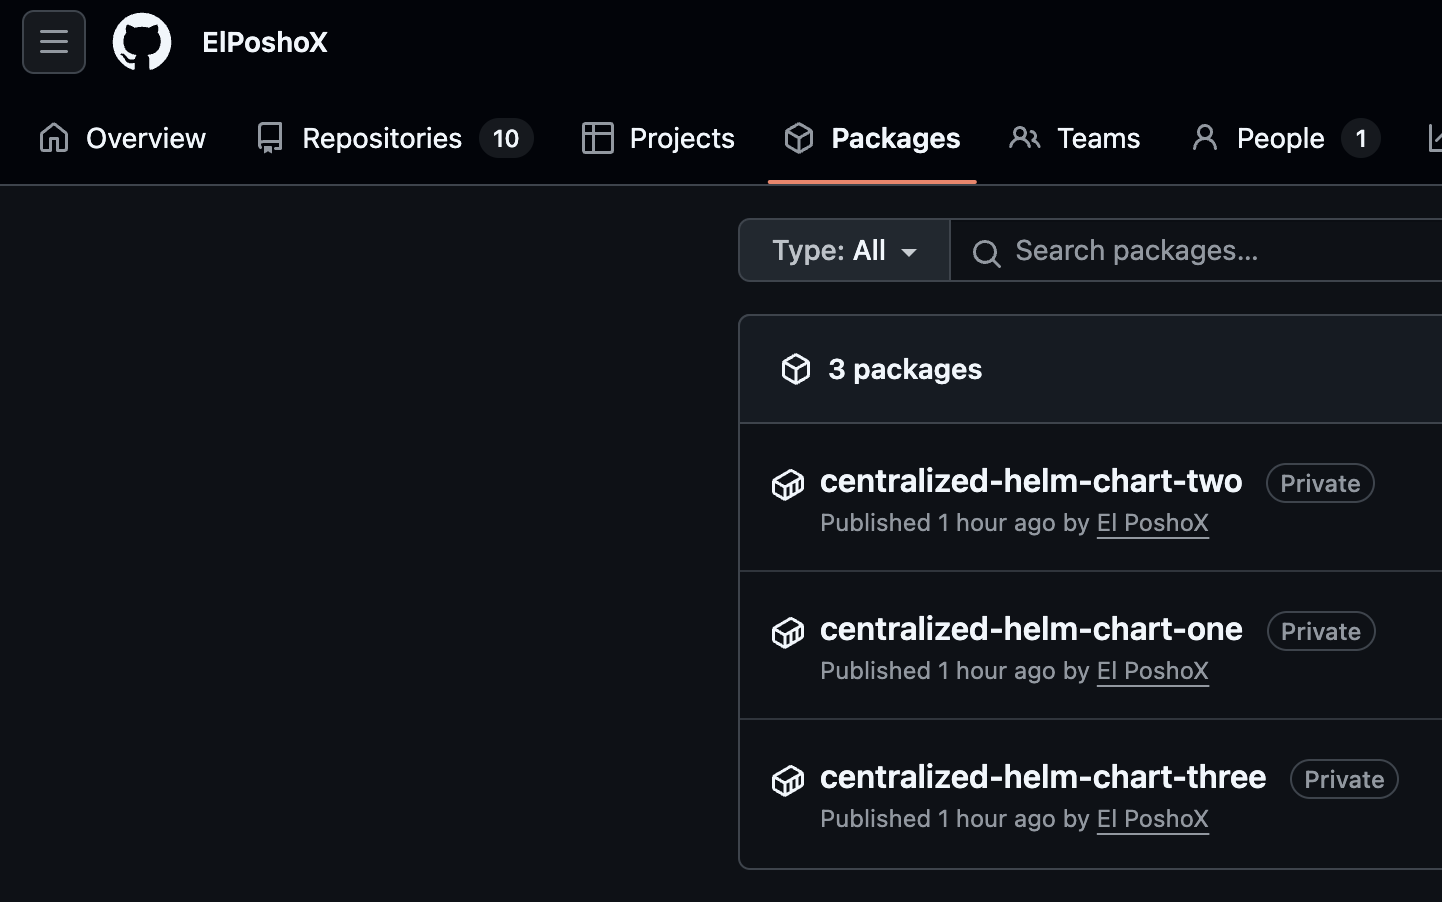 ElPoshoX
Overview Repositories 10 Projects Packages Teams People 1
Type: All Search packages...
3 packages
centralized-helm-chart-two Private
Published 1 hour ago by El PoshoX
centralized-helm-chart-one Private
Published 1 hour ago by El PoshoX
centralized-helm-chart-three Private
Published 1 hour ago by El PoshoX